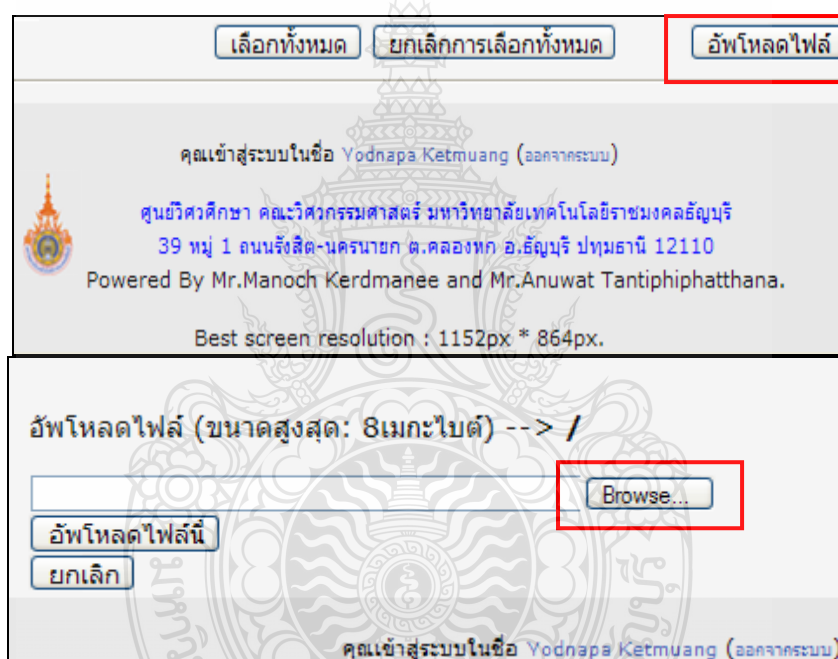 เลือกทั้งหมด ยกเลิกการเลือกทั้งหมด อัพโหลดไฟล์
คุณเข้าสู่ระบบในชื่อ Yodnapa Ketmuang (ออกจากระบบ)
ศูนย์วิศวศึกษา คณะวิศวกรรมศาสตร์ มหาวิทยาลัยเทคโนโลยีราชมงคลธัญบุรี
39 หมู่ 1 ถนนรังสิต-นครนายก ต.คลองหก อ.ธัญบุรี ปทุมธานี 12110
Powered By Mr.Manoch Kerdmanee and Mr.Anuwat Tantiphiphatthana.
Best screen resolution : 1152px * 864px.
อัพโหลดไฟล์ (ขนาดสูงสุด: 8เมกะไบต์) --> /
Browse...
อัพโหลดไฟล์นี้
ยกเลิก
คุณเข้าสู่ระบบในชื่อ Yodnapa Ketmuang (ออกจากระบบ)